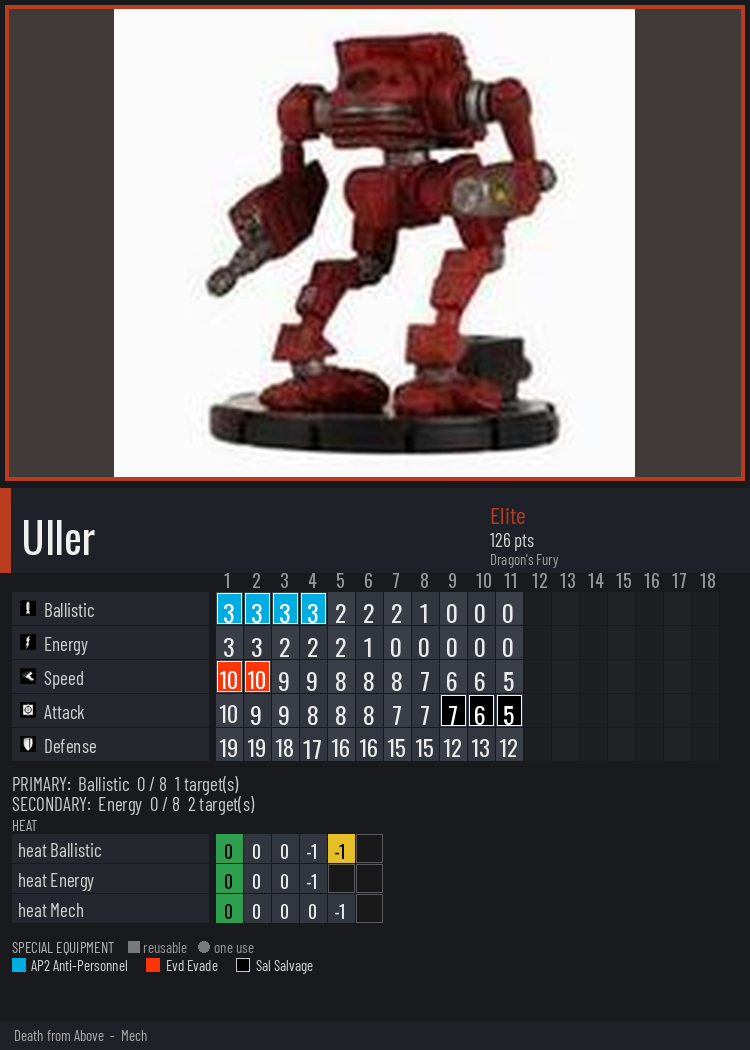 Uller
Elite
126 pts
Dragon's Fury
1 2 3 4 5 6 7 8 9 10 11 12 13 14 15 16 17 18
Ballistic 3 3 3 3 2 2 2 1 0 0 0
Energy 3 3 2 2 2 1 0 0 0 0 0
Speed 10 10 9 9 8 8 8 7 6 6 5
Attack 10 9 9 8 8 8 7 7 7 6 5
Defense 19 19 18 17 16 16 15 15 12 13 12
PRIMARY: Ballistic 0 / 8 1 target(s)
SECONDARY: Energy 0 / 8 2 target(s)
HEAT
heat Ballistic 0 0 0 -1 -1
heat Energy 0 0 0 -1
heat Mech 0 0 0 0 -1
SPECIAL EQUIPMENT reusable one use
AP2 Anti-Personnel Evd Evade Sal Salvage
Death from Above - Mech